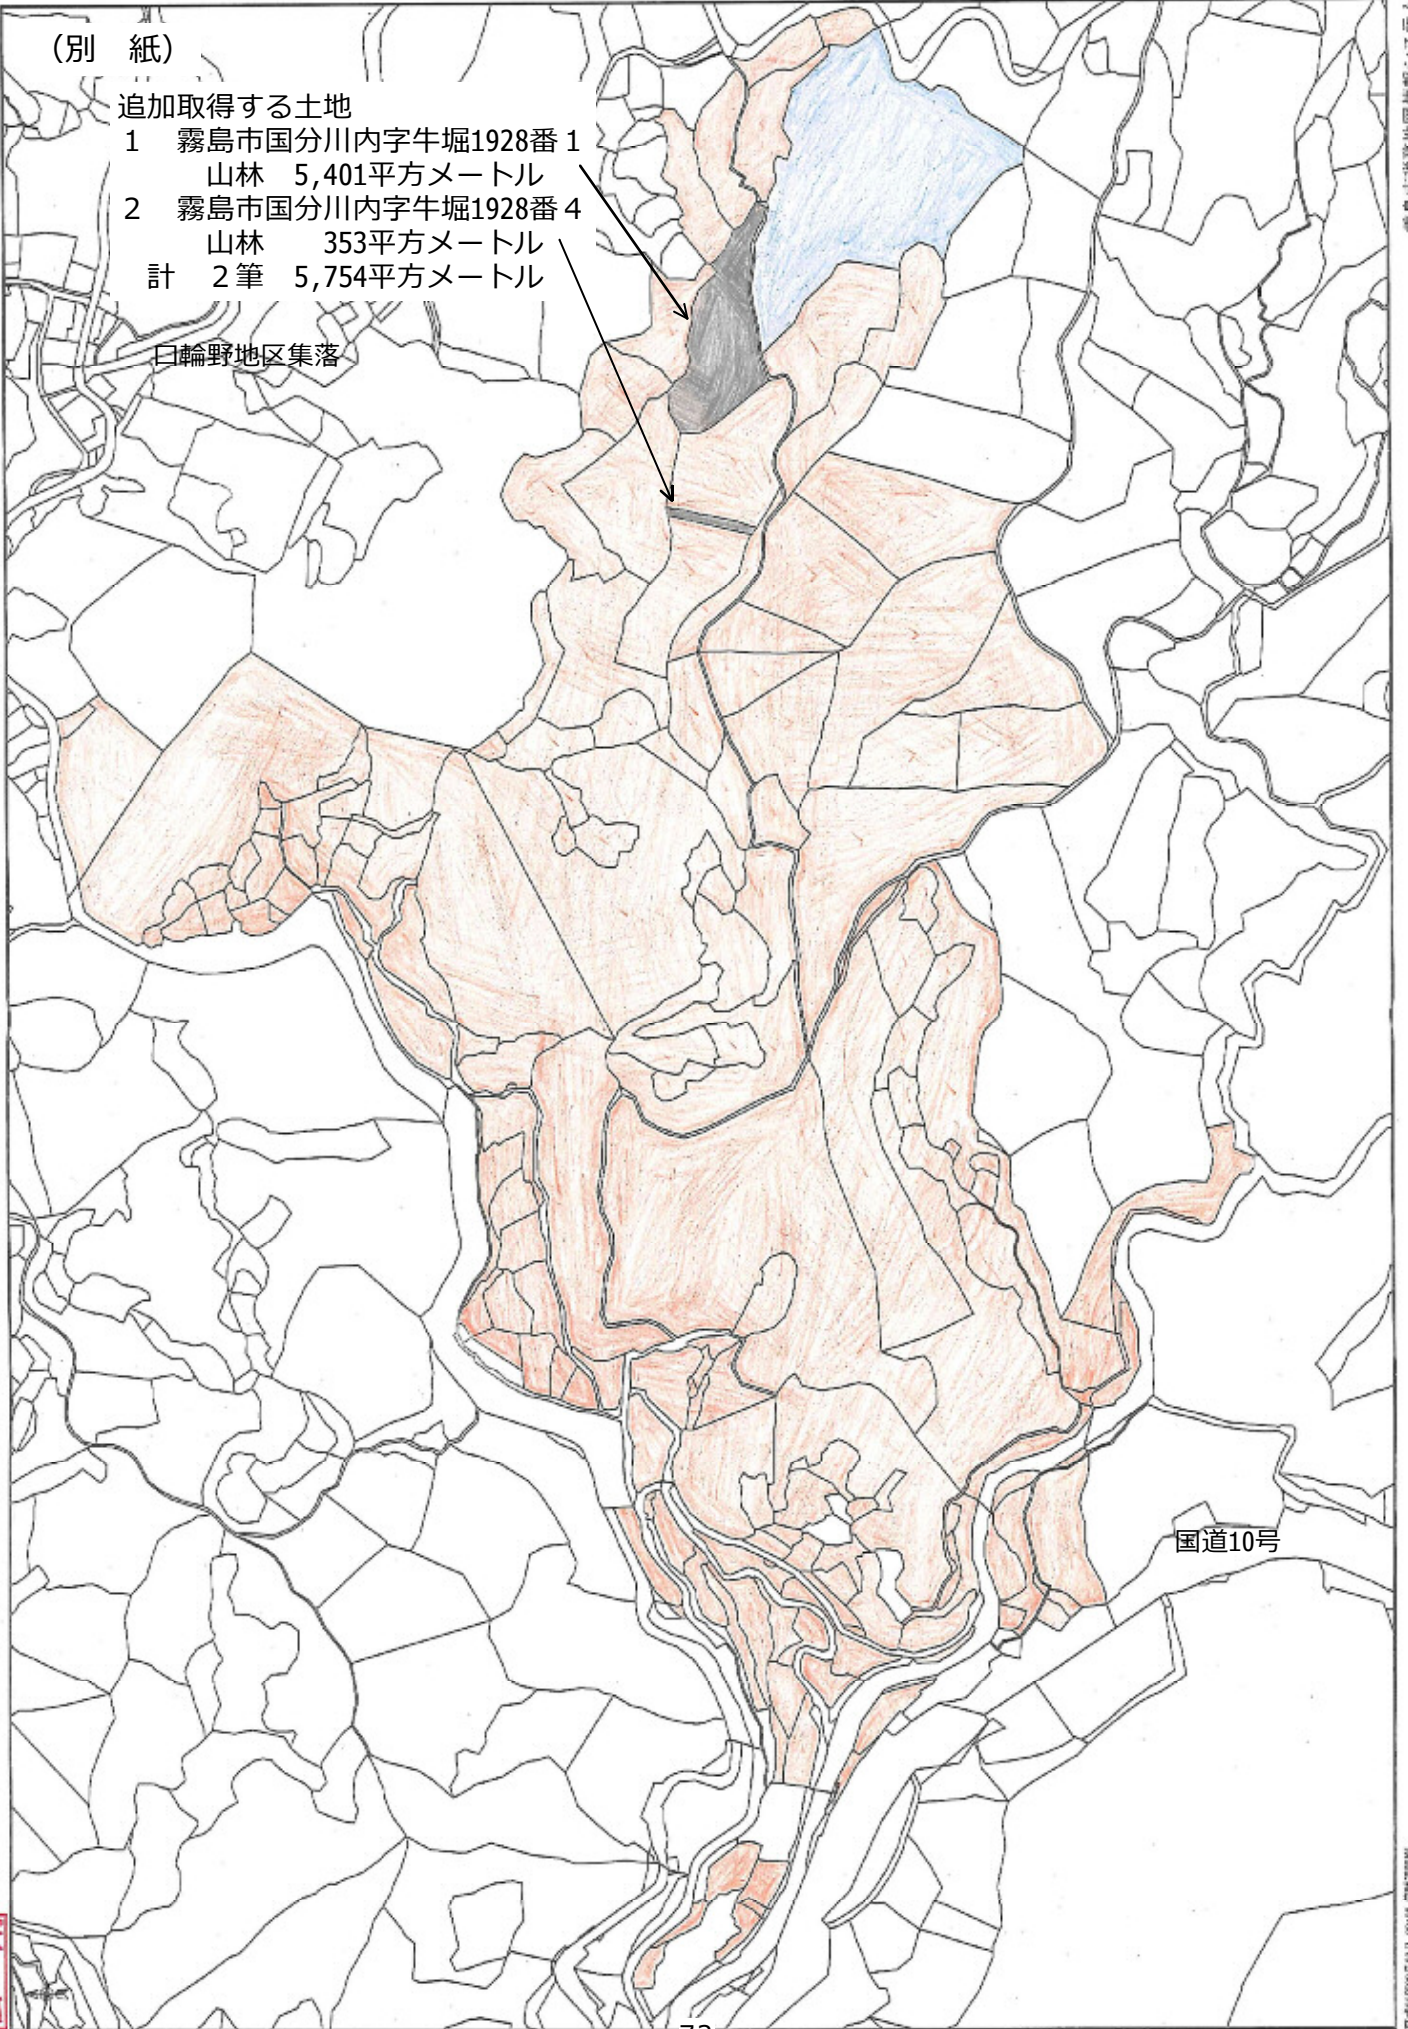 （別　紙）
追加取得する土地
１　霧島市国分川内字牛堀1928番１
山林　5,401平方メートル
２　霧島市国分川内字牛堀1928番４
山林　　353平方メートル
計　２筆　5,754平方メートル
口輪野地区集落
国道10号